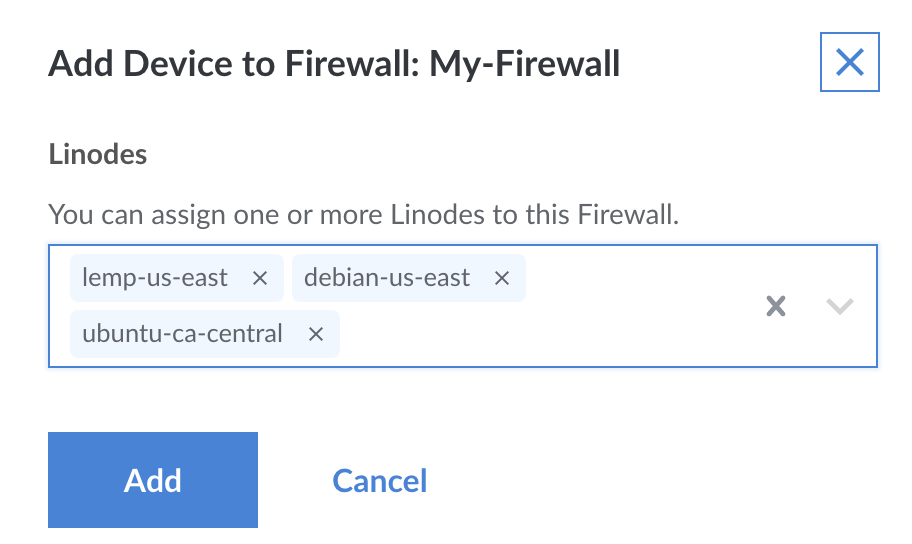 Add Device to Firewall: My-Firewall
Linodes
You can assign one or more Linodes to this Firewall.
lemp-us-east debian-us-east
ubuntu-ca-central
Add Cancel